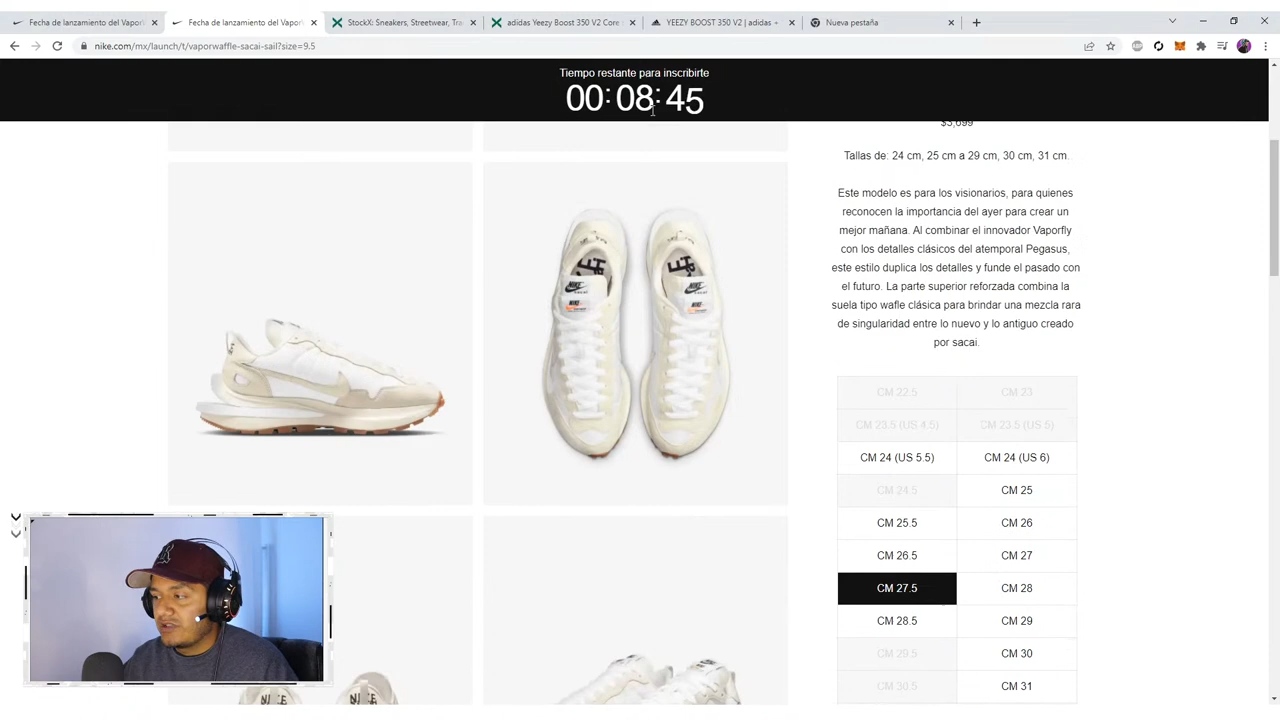 Fecha de lanzamiento del Vapor
Fecha de lanzamiento del Vapor
StockX: Sneakers, Streetwear, Tra
adidas Yeezy Boost 350 V2 Core
YEEZY BOOST 350 V2 | adidas +
Nueva pestaña
nike.com/mx/launch/t/vaporwaffle-sacai-sail?size=9.5
Tiempo restante para inscribirte
00:08:45
$3,699
Tallas de: 24 cm, 25 cm a 29 cm, 30 cm, 31 cm.
Este modelo es para los visionarios, para quienes
reconocen la importancia del ayer para crear un
mejor mañana. Al combinar el innovador Vaporfly
con los detalles clásicos del atemporal Pegasus,
este estilo duplica los detalles y funde el pasado con
el futuro. La parte superior reforzada combina la
suela tipo wafle clásica para brindar una mezcla rara
de singularidad entre lo nuevo y lo antiguo creado
por sacai.
CM 22.5 CM 23
CM 23.5 (US 4.5) CM 23.5 (US 5)
CM 24 (US 5.5) CM 24 (US 6)
CM 24.5 CM 25
CM 25.5 CM 26
CM 26.5 CM 27
CM 27.5 CM 28
CM 28.5 CM 29
CM 29.5 CM 30
CM 30.5 CM 31